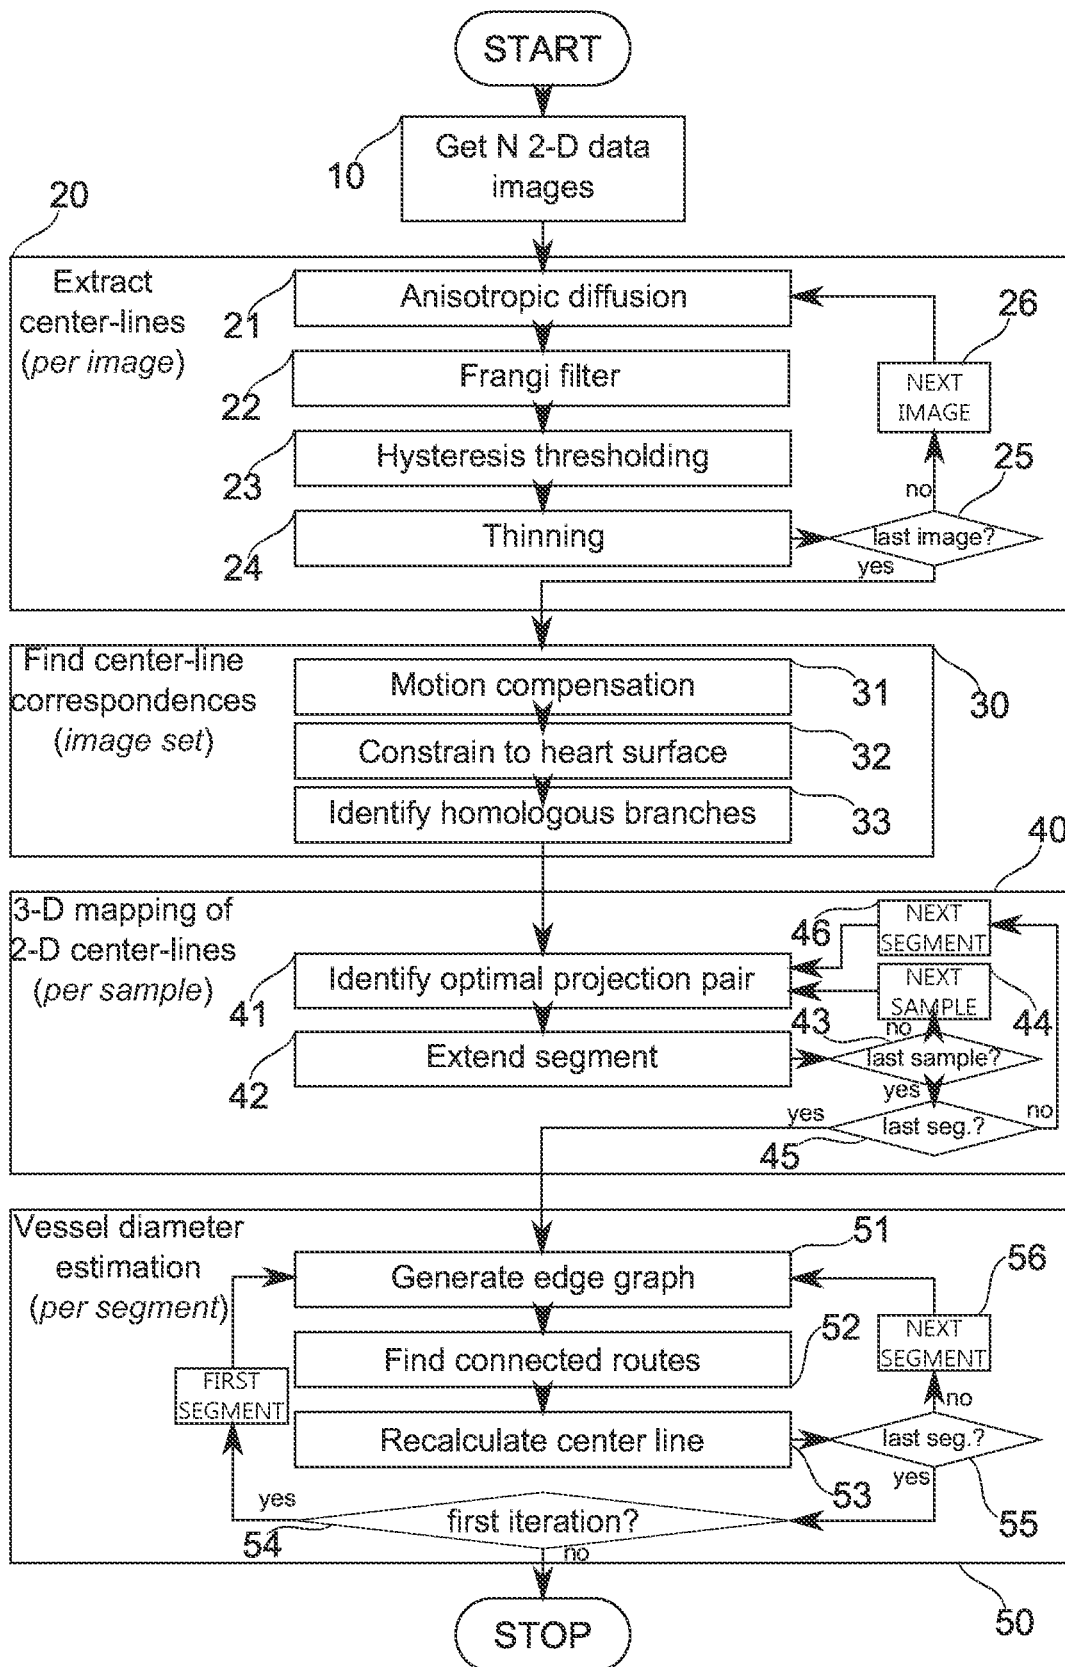 START
Get N 2-D data
images
10
20
Extract
center-lines
(per image)
Anisotropic diffusion
21
26
Frangi filter
22
NEXT
IMAGE
Hysteresis thresholding
23
25
no
Thinning
24
last image?
yes
Find center-line
correspondences
(image set)
Motion compensation
31
30
Constrain to heart surface
32
Identify homologous branches
33
40
3-D mapping of
2-D center-lines
(per sample)
46
NEXT
SEGMENT
Identify optimal projection pair
41
NEXT
SAMPLE
43
44
no
Extend segment
42
last sample?
yes
yes
last seg.?
no
45
Vessel diameter
estimation
(per segment)
51
Generate edge graph
56
52
Find connected routes
NEXT
SEGMENT
FIRST
SEGMENT
no
Recalculate center line
last seg.?
53
yes
yes
first iteration?
54
55
no
50
STOP